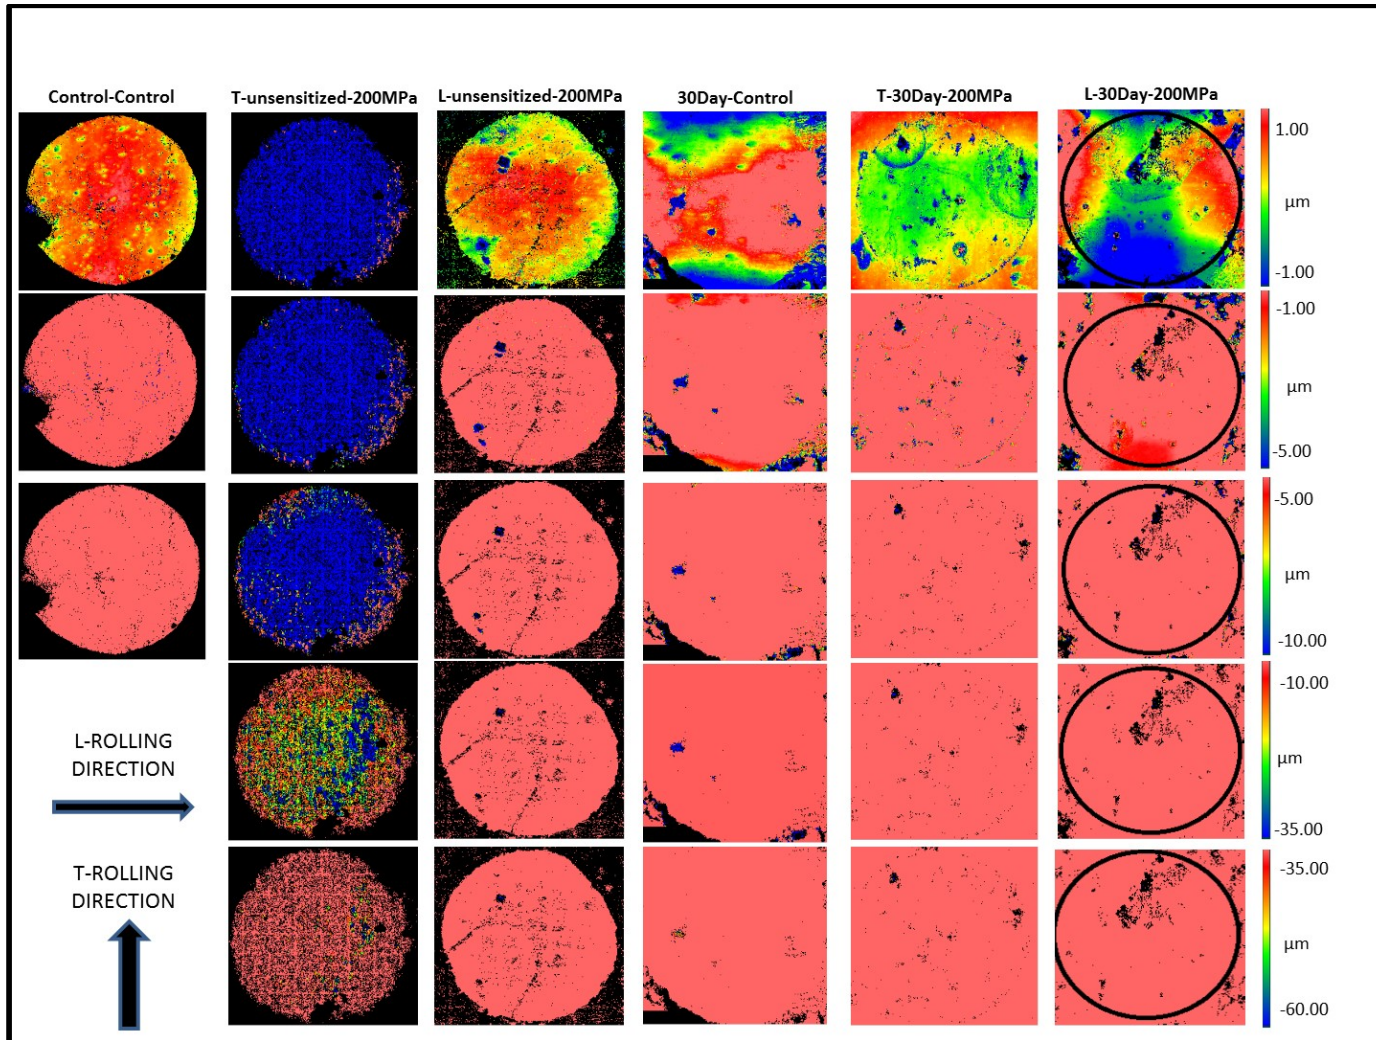 Control-Control
T-unsensitized-200MPa
L-unsensitized-200MPa
30Day-Control
T-30Day-200MPa
L-30Day-200MPa
1.00
µm
-1.00
-1.00
µm
-5.00
-5.00
µm
-10.00
-10.00
µm
-35.00
-35.00
µm
-60.00
L-ROLLING
DIRECTION
T-ROLLING
DIRECTION